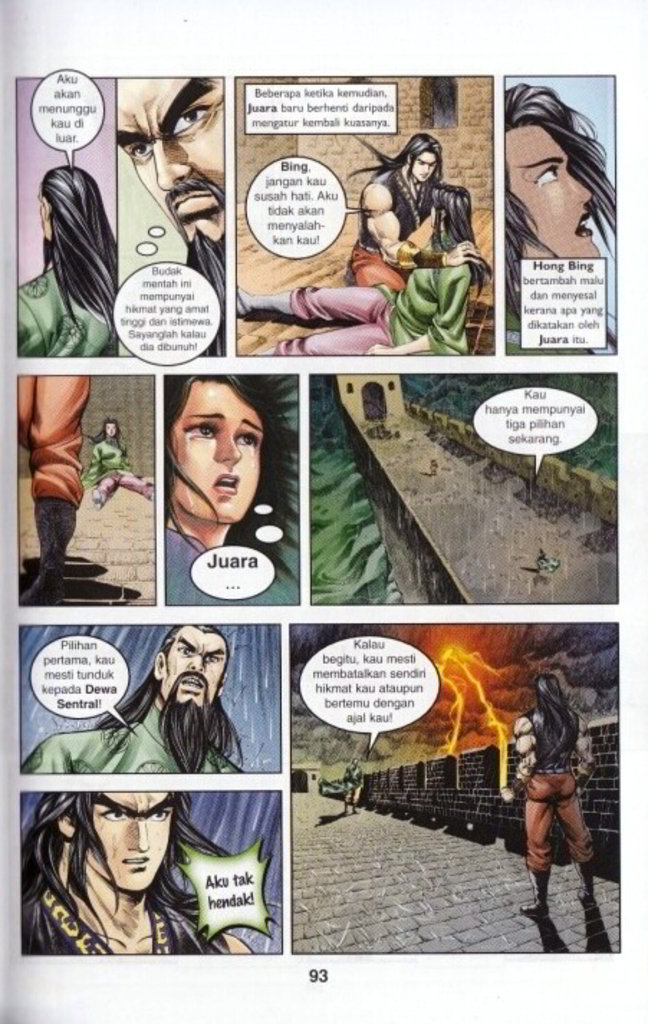 Aku
akan
menunggu
kau di
luar.
Budak
mentah ini
mempunyai
hikmat yang amat
tinggi dan istimewa.
Sayanglah kalau
dia dibunuh!
Beberapa ketika kemudian,
Juara baru berhenti daripada
mengatur kembali kuasanya.
Bing,
jangan kau
susah hati. Aku
tidak akan
menyalah-
kan kau!
Hong Bing
bertambah malu
dan menyesal
kerana apa yang
dikatakan oleh
Juara itu.
Juara
...
Kau
hanya mempunyai
tiga pilihan
sekarang.
Pilihan
pertama, kau
mesti tunduk
kepada Dewa
Sentral!
Aku tak
hendak!
Kalau
begitu, kau mesti
membatalkan sendiri
hikmat kau ataupun
bertemu dengan
ajal kau!
93